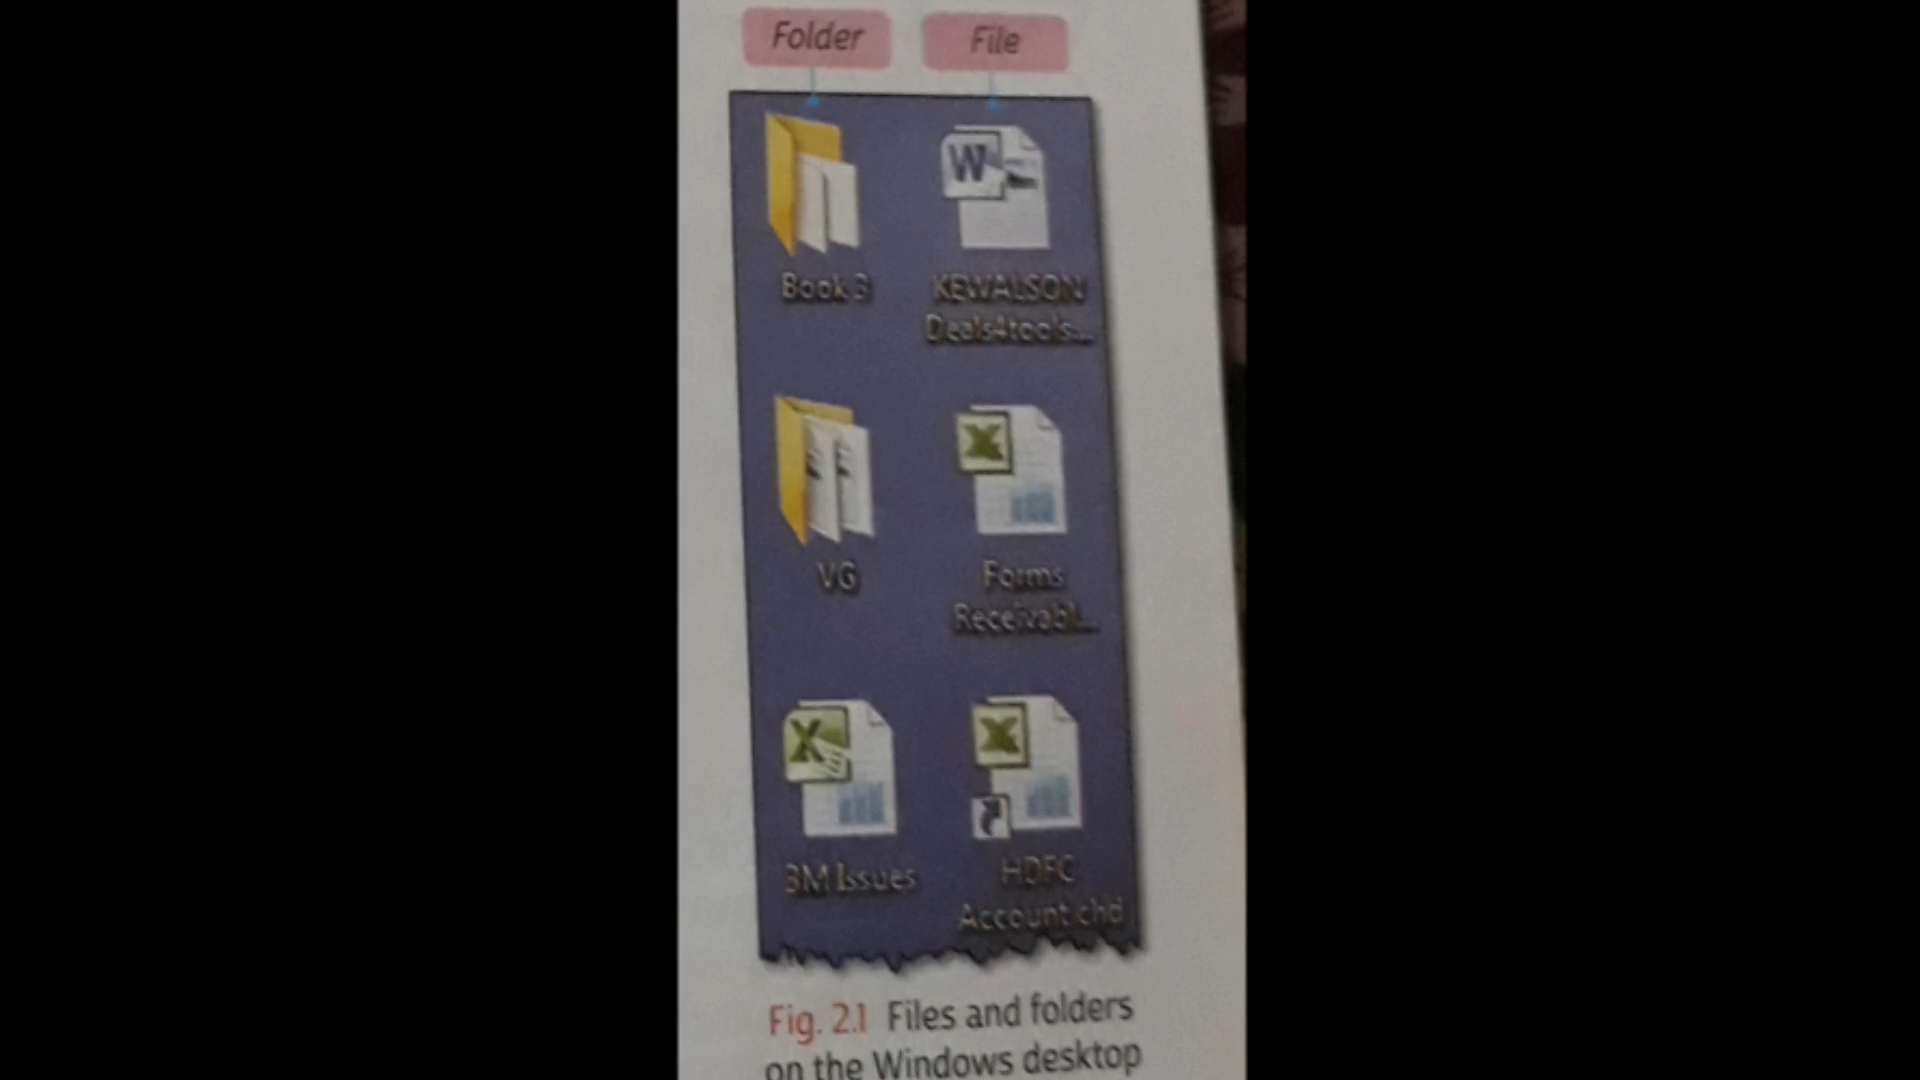 Folder File
Book 3 KEWALSON
Deals4tools...
VG Forms
Receivabl...
BM Issues HDFC
Account chd
Fig. 2.1 Files and folders
on the Windows desktop